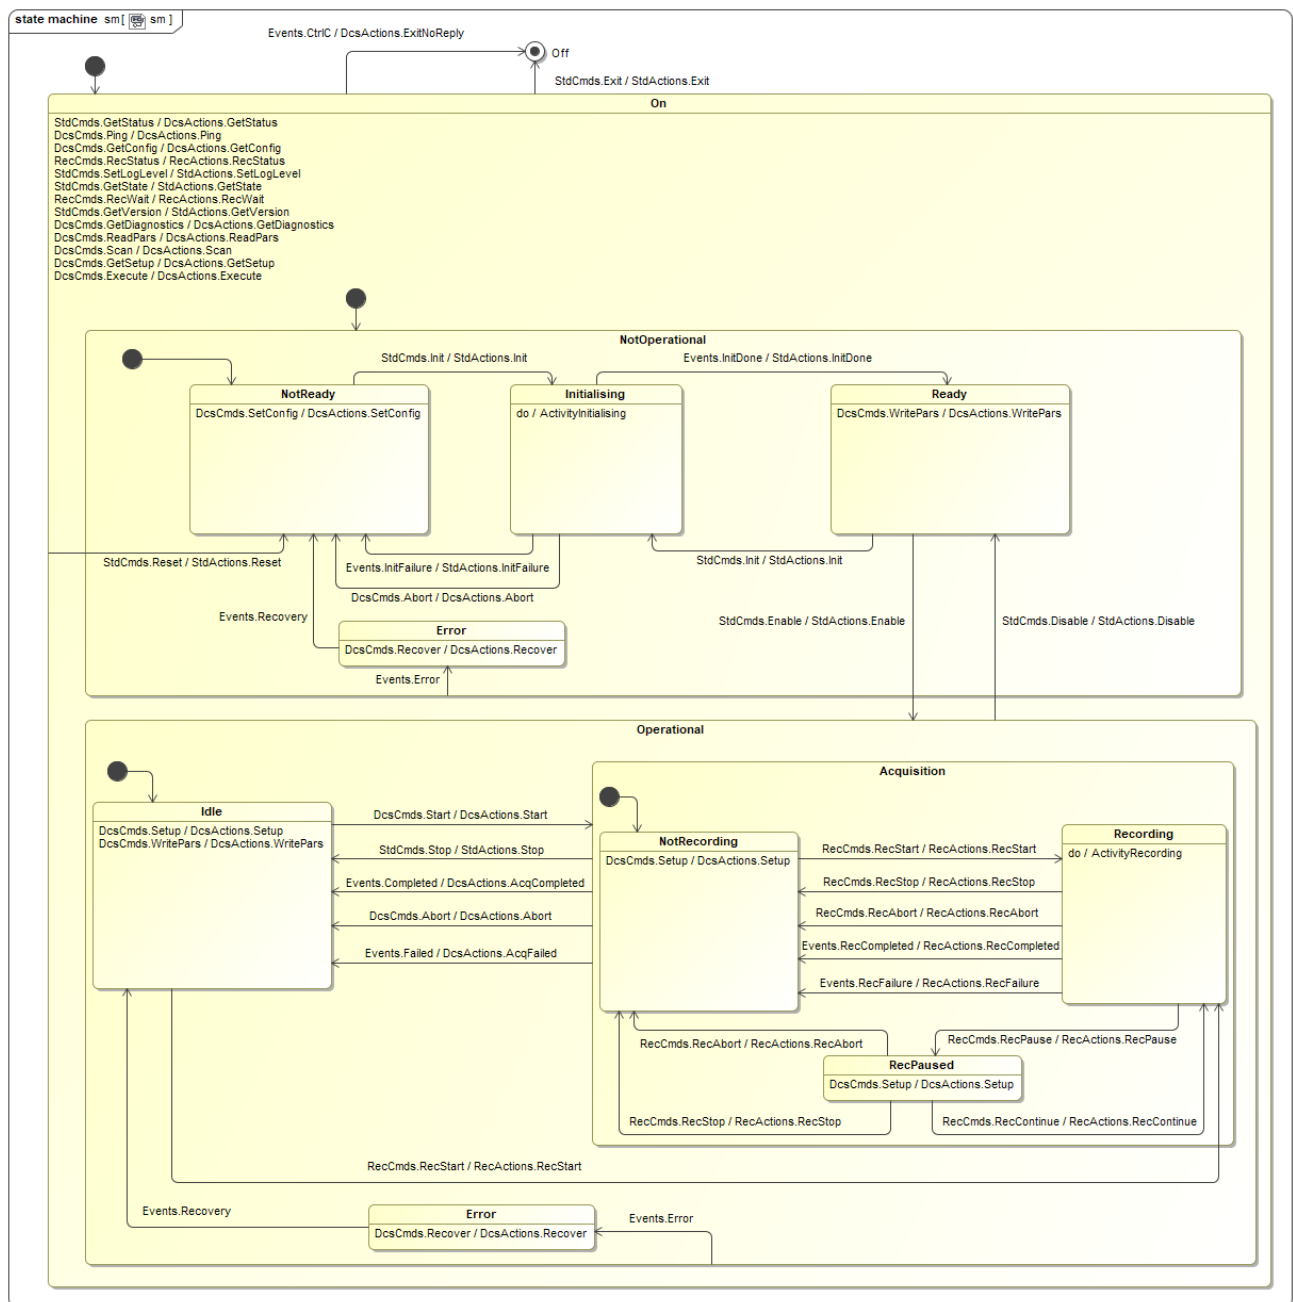 state machine sm[ sm ]
Events.CtrlC / DcsActions.ExitNoReply
Off
StdCmds.Exit / StdActions.Exit
On
StdCmds.GetStatus / DcsActions.GetStatus
DcsCmds.Ping / DcsActions.Ping
DcsCmds.GetConfig / DcsActions.GetConfig
RecCmds.RecStatus / RecActions.RecStatus
StdCmds.SetLogLevel / StdActions.SetLogLevel
StdCmds.GetState / StdActions.GetState
RecCmds.RecWait / RecActions.RecWait
StdCmds.GetVersion / StdActions.GetVersion
DcsCmds.GetDiagnostics / DcsActions.GetDiagnostics
DcsCmds.ReadPars / DcsActions.ReadPars
DcsCmds.Scan / DcsActions.Scan
DcsCmds.GetSetup / DcsActions.GetSetup
DcsCmds.Execute / DcsActions.Execute
NotOperational
StdCmds.Init / StdActions.Init
Events.InitDone / StdActions.InitDone
NotReady
DcsCmds.SetConfig / DcsActions.SetConfig
Initialising
do / ActivityInitialising
Ready
DcsCmds.WritePars / DcsActions.WritePars
StdCmds.Reset / StdActions.Reset
Events.InitFailure / StdActions.InitFailure
StdCmds.Init / StdActions.Init
DcsCmds.Abort / DcsActions.Abort
Events.Recovery
StdCmds.Enable / StdActions.Enable
StdCmds.Disable / StdActions.Disable
Error
DcsCmds.Recover / DcsActions.Recover
Events.Error
Operational
Acquisition
Idle
DcsCmds.Setup / DcsActions.Setup
DcsCmds.WritePars / DcsActions.WritePars
DcsCmds.Start / DcsActions.Start
StdCmds.Stop / StdActions.Stop
Events.Completed / DcsActions.AcqCompleted
DcsCmds.Abort / DcsActions.Abort
Events.Failed / DcsActions.AcqFailed
NotRecording
DcsCmds.Setup / DcsActions.Setup
RecCmds.RecStart / RecActions.RecStart
RecCmds.RecStop / RecActions.RecStop
RecCmds.RecAbort / RecActions.RecAbort
Events.RecCompleted / RecActions.RecCompleted
Events.RecFailure / RecActions.RecFailure
Recording
do / ActivityRecording
RecCmds.RecAbort / RecActions.RecAbort
RecCmds.RecPause / RecActions.RecPause
RecPaused
DcsCmds.Setup / DcsActions.Setup
RecCmds.RecStop / RecActions.RecStop
RecCmds.RecContinue / RecActions.RecContinue
RecCmds.RecStart / RecActions.RecStart
Events.Recovery
Error
DcsCmds.Recover / DcsActions.Recover
Events.Error